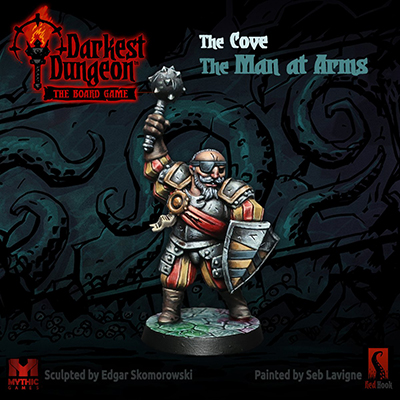 Darkest
Dungeon
THE BOARD GAME
The Cove
The Man at Arms
MYTHIC
GAMES
Sculpted by Edgar Skomorowski
Painted by Seb Lavigne
Red Book